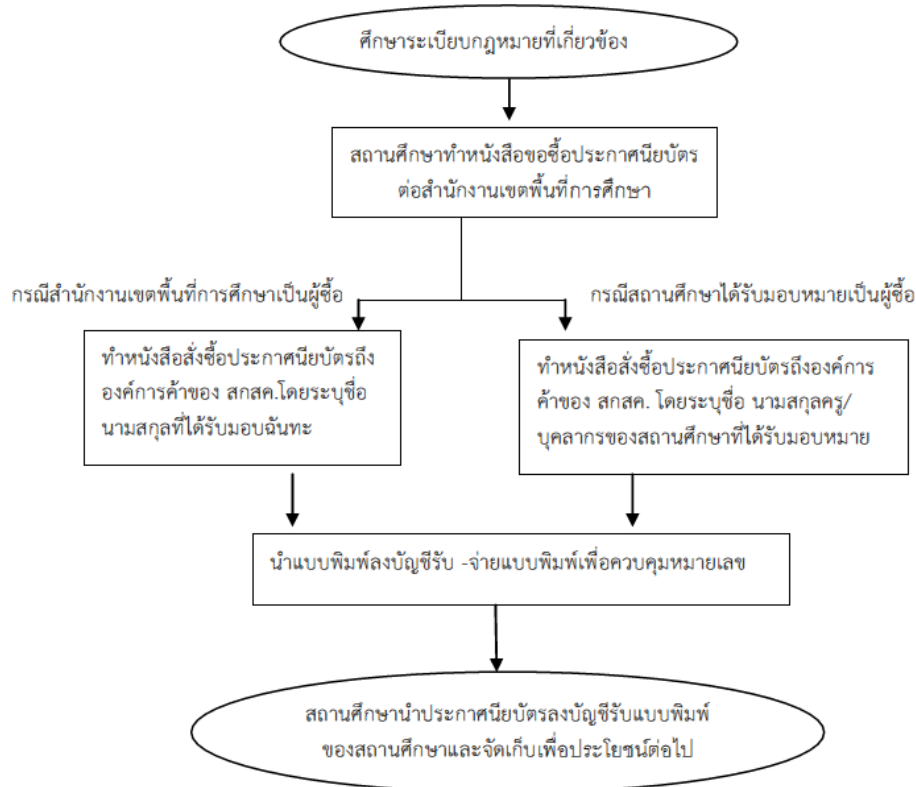 ศึกษาระเบียบกฎหมายที่เกี่ยวข้อง
สถานศึกษาทำหนังสือขอซื้อประกาศนียบัตร
ต่อสำนักงานเขตพื้นที่การศึกษา
กรณีสำนักงานเขตพื้นที่การศึกษาเป็นผู้ซื้อ
กรณีสถานศึกษาได้รับมอบหมายเป็นผู้ซื้อ
ทำหนังสือสั่งซื้อประกาศนียบัตรถึง
องค์การค้าของ สกสค.โดยระบุชื่อ
นามสกุลที่ได้รับมอบฉันทะ
ทำหนังสือสั่งซื้อประกาศนียบัตรถึงองค์การ
ค้าของ สกสค. โดยระบุชื่อ นามสกุลครู/
บุคลากรของสถานศึกษาที่ได้รับมอบหมาย
นำแบบพิมพ์ลงบัญชีรับ -จ่ายแบบพิมพ์เพื่อควบคุมหมายเลข
สถานศึกษานำประกาศนียบัตรลงบัญชีรับแบบพิมพ์
ของสถานศึกษาและจัดเก็บเพื่อประโยชน์ต่อไป